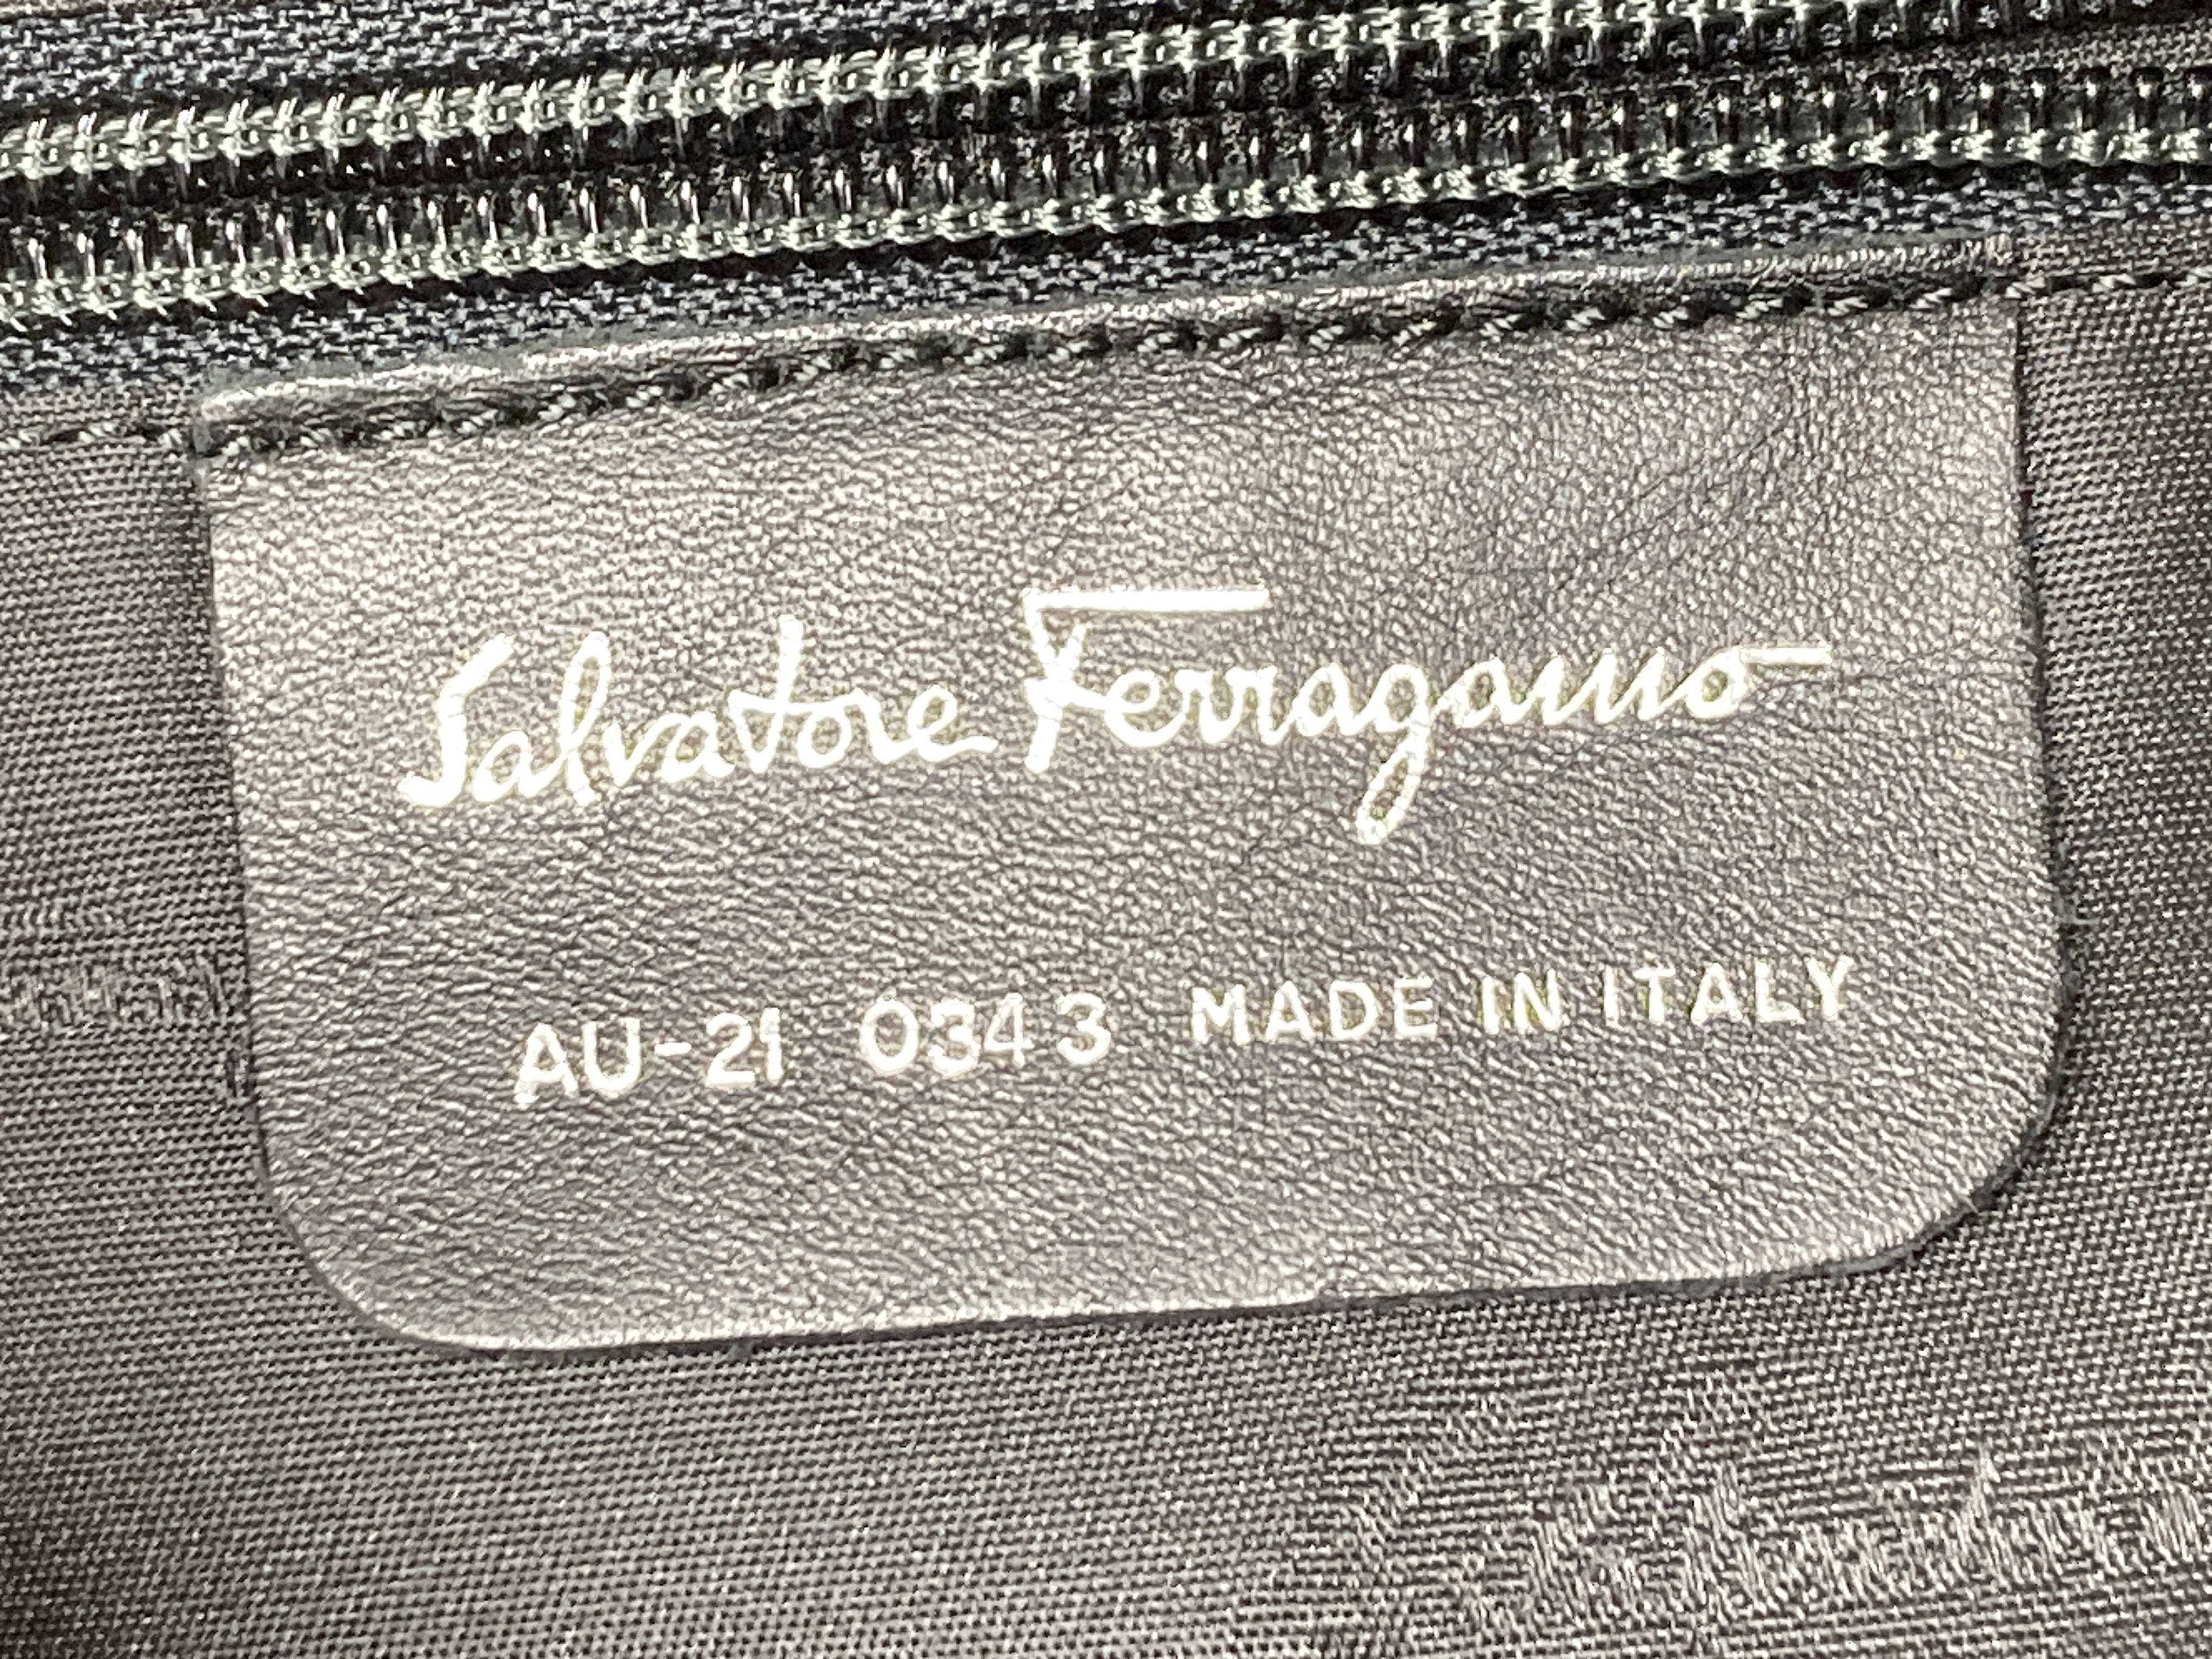 Salvatore Ferragamo
AU-21 0343 MADE IN ITALY